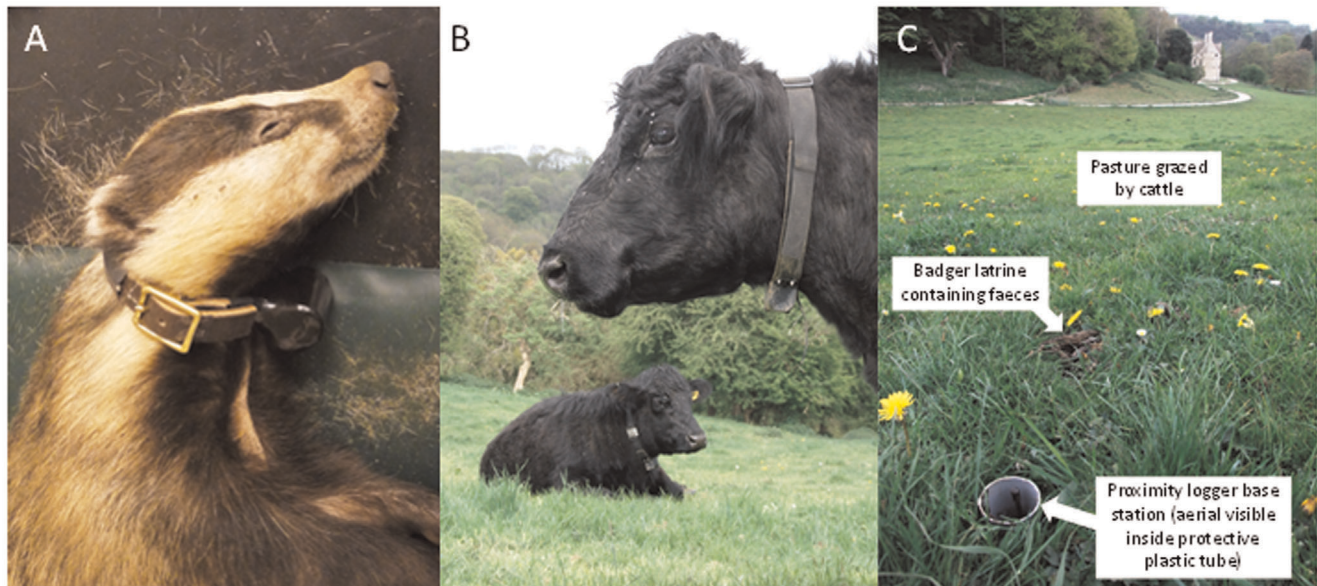 A
B
C
Pasture grazed
by cattle
Badger latrine
containing faeces
Proximity logger base
station (aerial visible
inside protective
plastic tube)